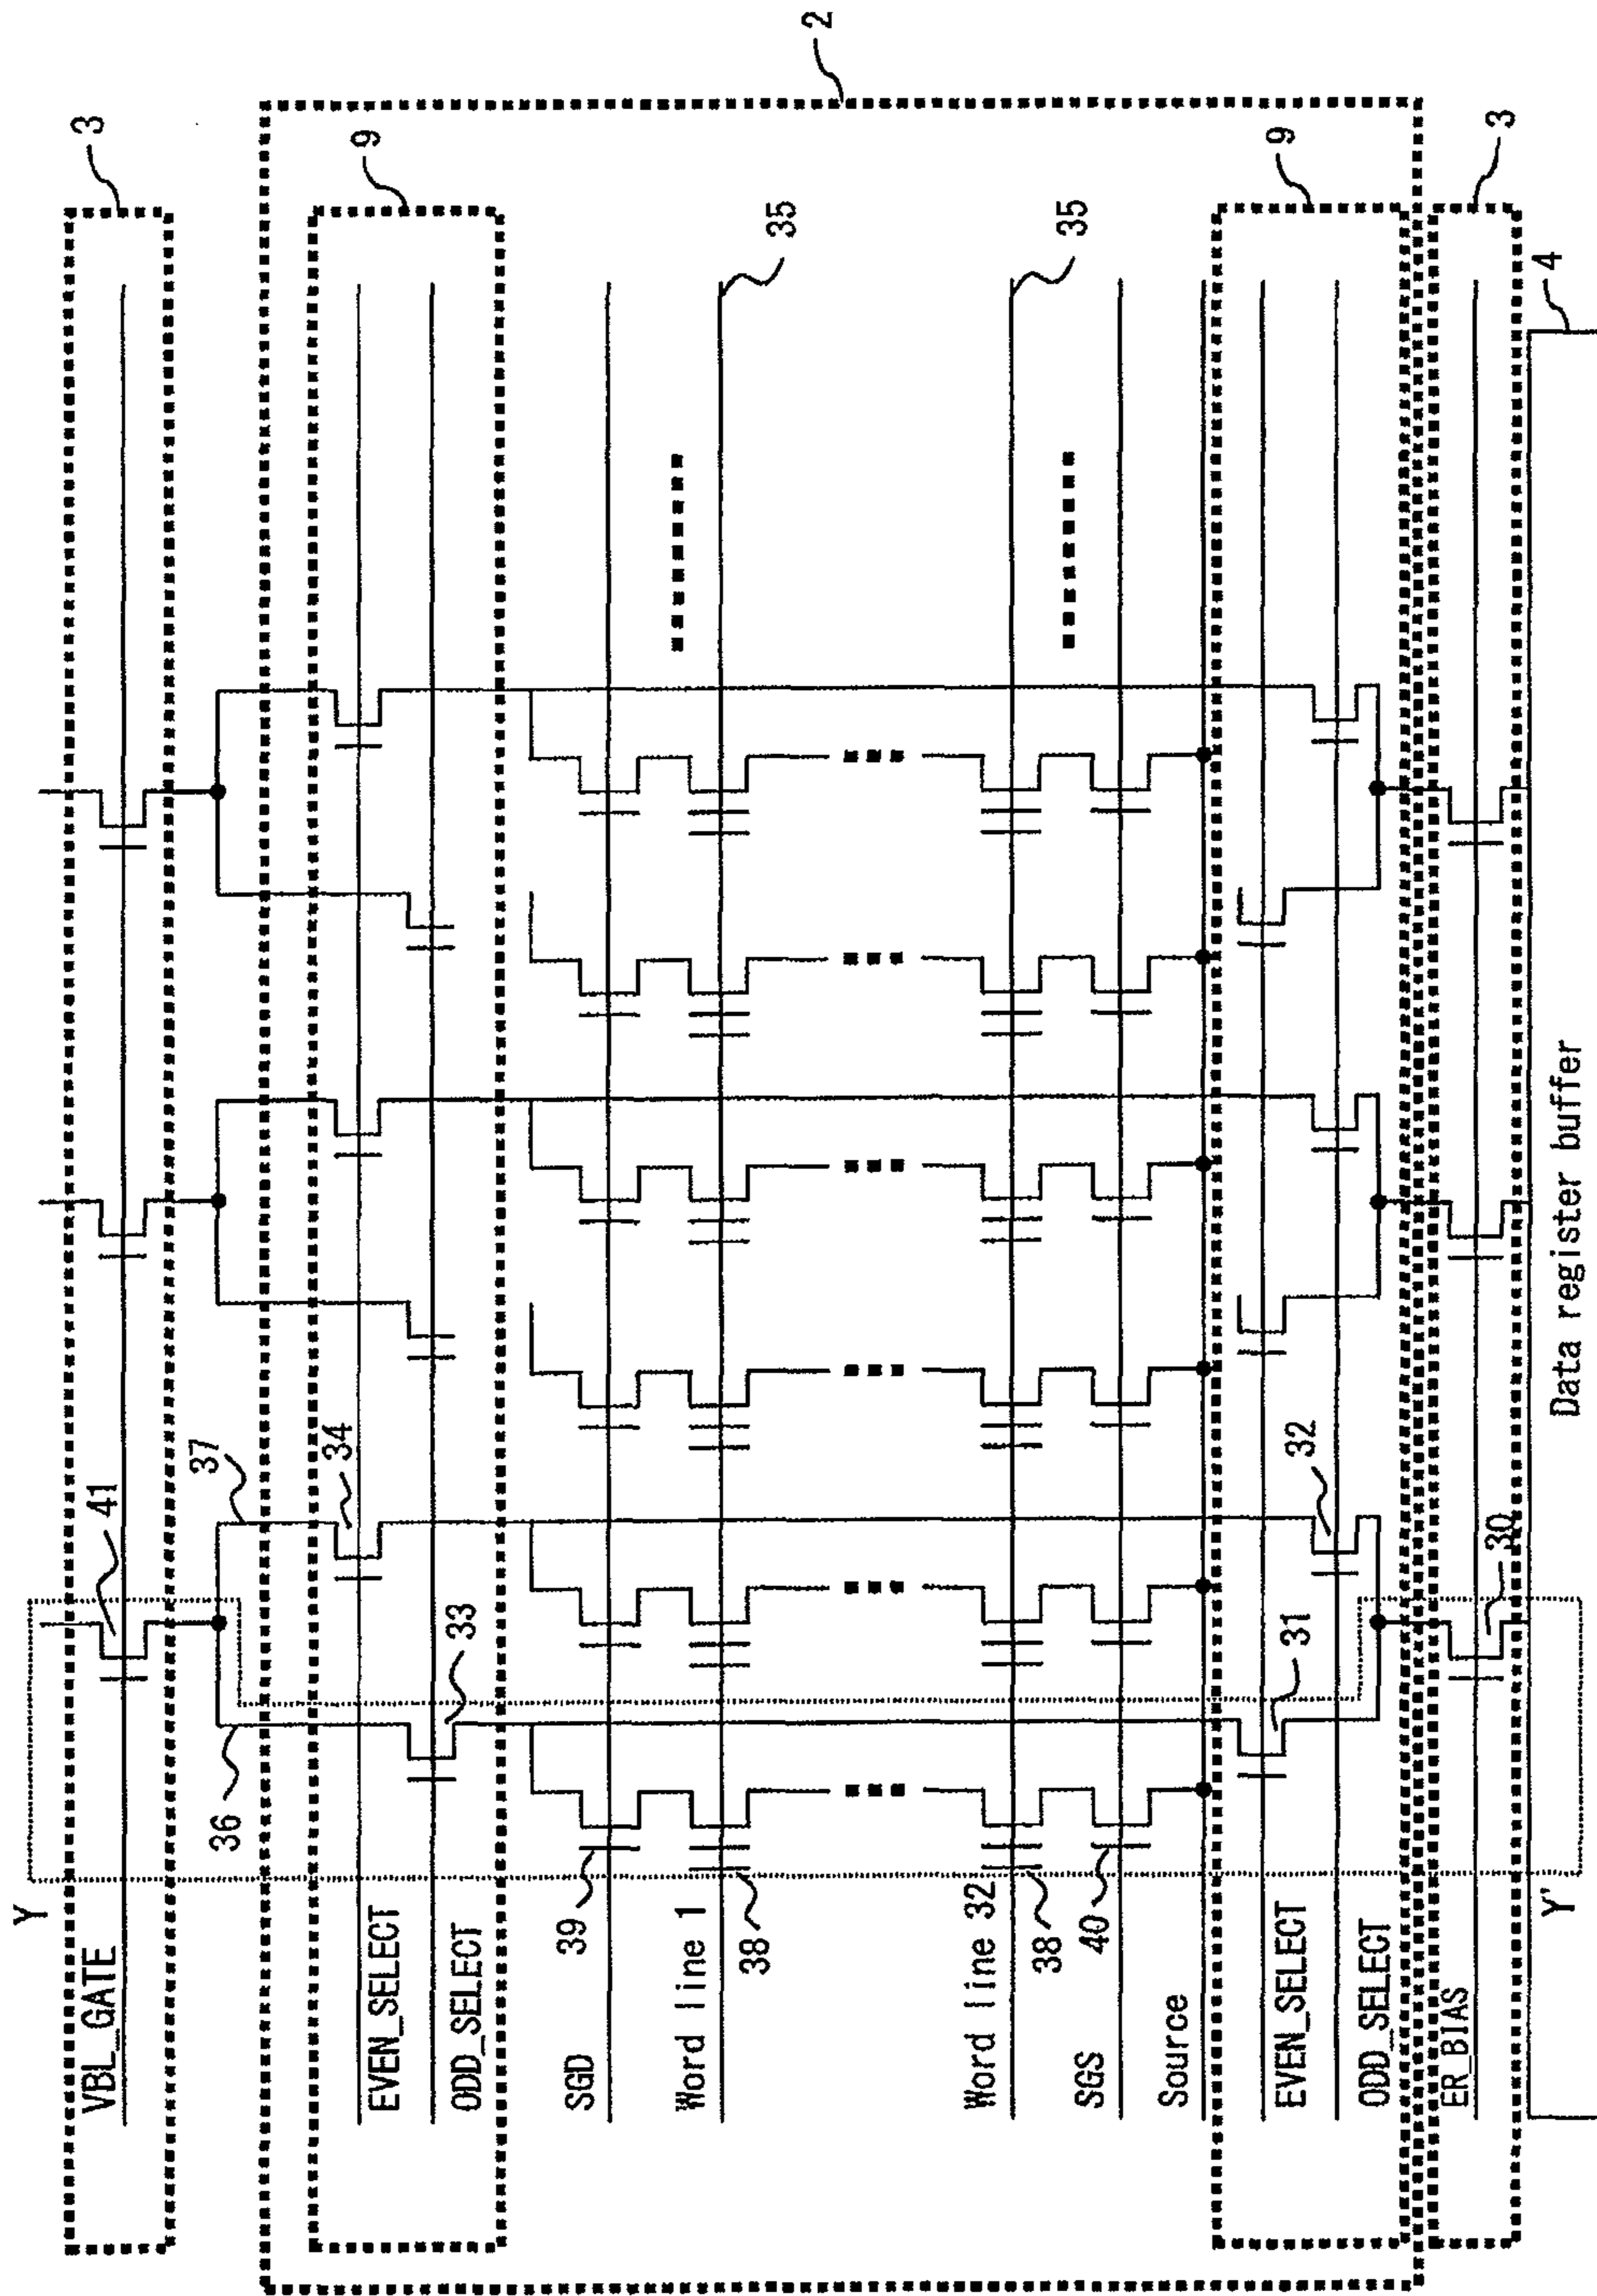 Y
VBL_GATE
41
3
36
37
2
EVEN_SELECT
34
9
ODD_SELECT
33
SGD
39
Word line 1
38
35
Word line 32
38
35
SGS
40
Source
EVEN_SELECT
31
9
ODD_SELECT
32
ER_BIAS
30
3
Y'
Data register buffer
4